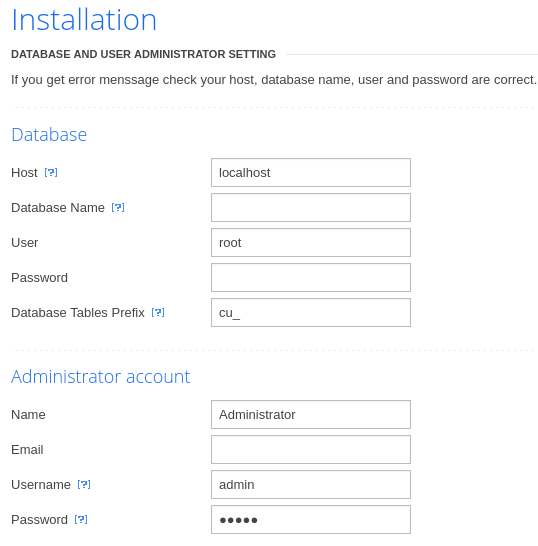 Installation
DATABASE AND USER ADMINISTRATOR SETTING
If you get error menssage check your host, database name, user and password are correct.
Database
Host [?] localhost
Database Name [?]
User root
Password
Database Tables Prefix [?] cu_
Administrator account
Name Administrator
Email
Username [?] admin
Password [?] ●●●●●